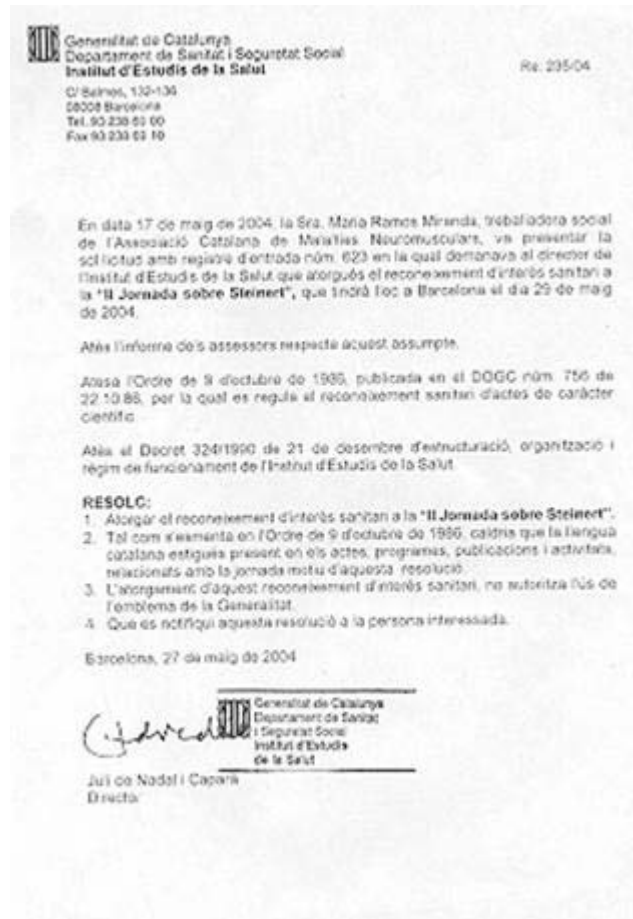 Generalitat de Catalunya
Departament de Sanitat i Seguretat Social
Institut d'Estudis de la Salut
Re: 235/04
C/ Balmes, 132-136
08008 Barcelona
Tel. 93 238 69 00
Fax 93 238 69 10
En data 17 de maig de 2004, la Sra. Maria Ramos Miranda, treballadora social
de l'Associació Catalana de Malalties Neuromusculars, va presentar la
sol·licitud amb registre d'entrada núm. 623 en la qual demanava al director de
l'Institut d'Estudis de la Salut que atorgués el reconeixement d'interès sanitari a
la "II Jornada sobre Steinert", que tindrà lloc a Barcelona el dia 29 de maig
de 2004.
Atès l'informe dels assessors respecte aquest assumpte.
Atesa l'Ordre de 9 d'octubre de 1986, publicada en el DOGC núm. 756 de
22.10.86, per la qual es regula el reconeixement sanitari d'actes de caràcter
científic.
Atès el Decret 324/1990 de 21 de desembre d'estructuració, organització i
règim de funcionament de l'Institut d'Estudis de la Salut
RESOLC:
1. Atorgar el reconeixement d'interès sanitari a la "II Jornada sobre Steinert".
2. Tal com s'esmenta en l'Ordre de 9 d'octubre de 1986, caldria que la llengua
catalana estigués present en els actes, programes, publicacions i activitats,
relacionats amb la jornada motiu d'aquesta resolució.
3. L'atorgament d'aquest reconeixement d'interès sanitari, no autoritza l'ús de
l'emblema de la Generalitat.
4. Que es notifiqui aquesta resolució a la persona interessada.
Barcelona, 27 de maig de 2004
Generalitat de Catalunya
Departament de Sanitat
i Seguretat Social
Institut d'Estudis
de la Salut
Juli de Nadal i Caparà
Director